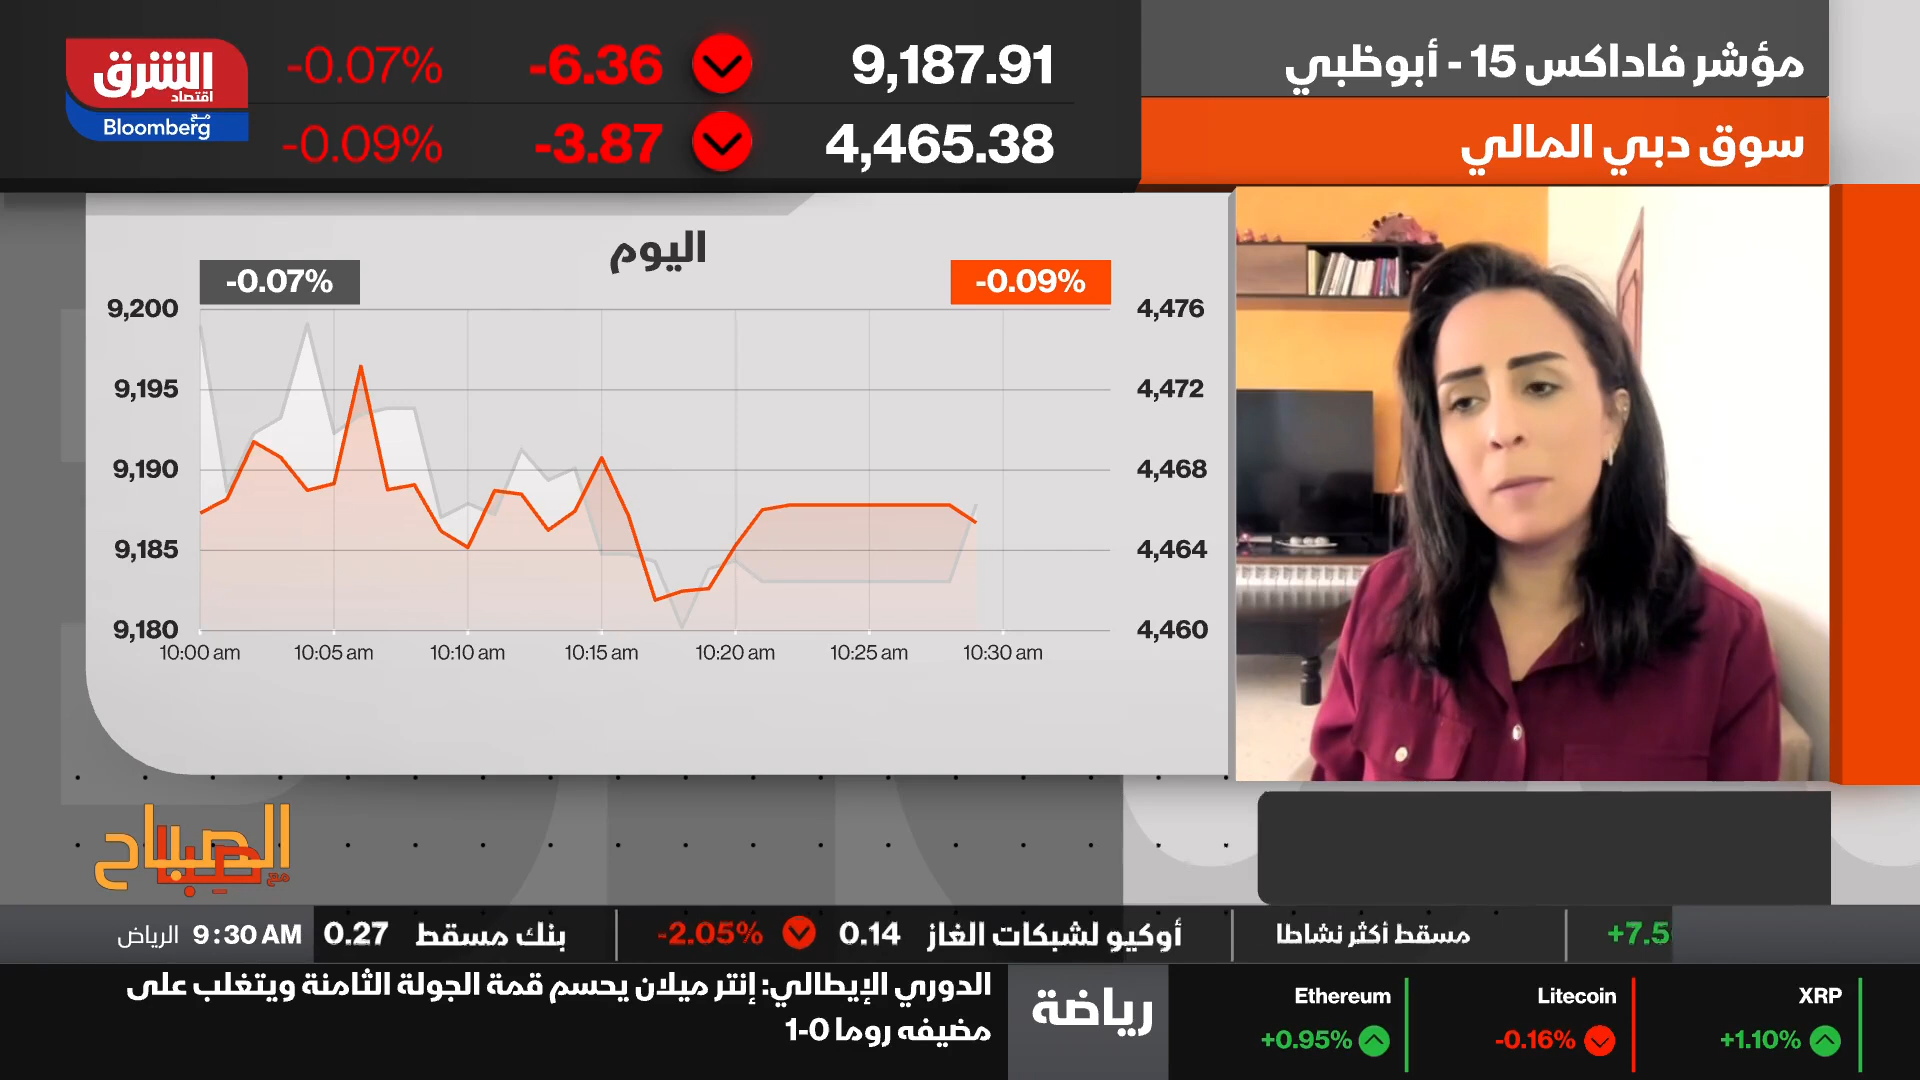 الشرق
اقتصاد
مع
Bloomberg
مؤشر فاداكس 15 - أبوظبي
9,187.91
-6.36
-0.07%
سوق دبي المالي
4,465.38
-3.87
-0.09%
اليوم
-0.07%
-0.09%
9,200
9,195
9,190
9,185
9,180
4,476
4,472
4,468
4,464
4,460
10:00 am
10:05 am
10:10 am
10:15 am
10:20 am
10:25 am
10:30 am
الصباح
مع
صبا
+7.5
مسقط أكثر نشاطا
أوكيو لشبكات الغاز 0.14 -2.05%
بنك مسقط 0.27
9:30 AM الرياض
رياضة
الدوري الإيطالي: إنتر ميلان يحسم قمة الجولة الثامنة ويتغلب على
مضيفه روما 0-1
Ethereum
+0.95%
Litecoin
-0.16%
XRP
+1.10%